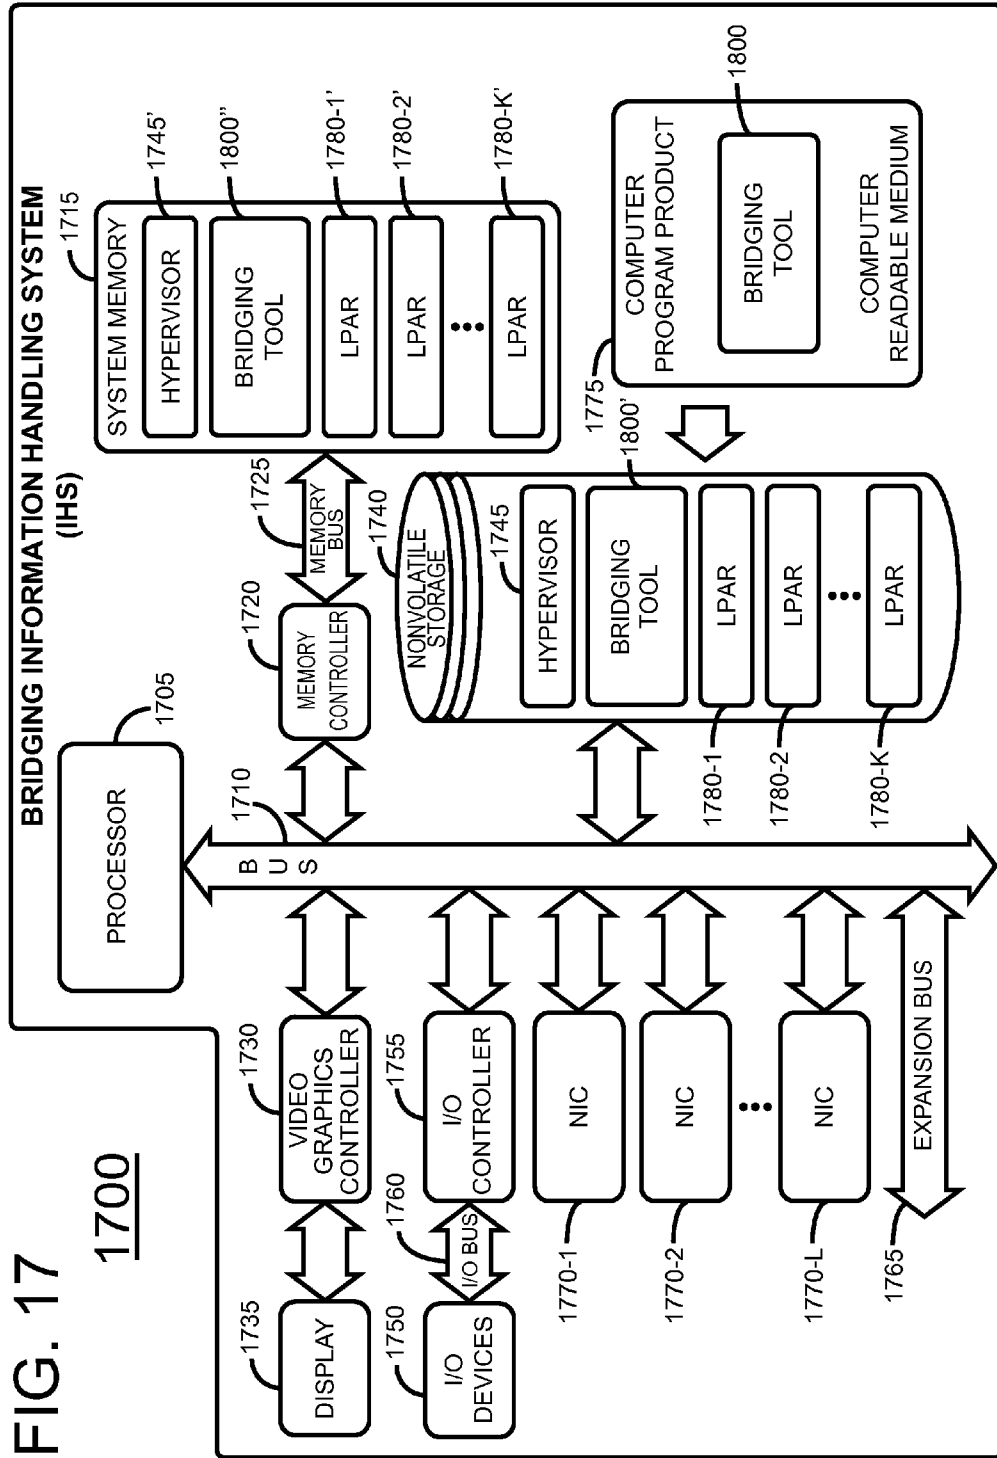 FIG. 17
1700
BRIDGING INFORMATION HANDLING SYSTEM
(IHS)
PROCESSOR
1705
B
U
S
1710
DISPLAY
1735
VIDEO
GRAPHICS
CONTROLLER
1730
MEMORY
CONTROLLER
1720
MEMORY
BUS
1725
SYSTEM MEMORY
1715
HYPERVISOR
1745'
BRIDGING
TOOL
1800"
LPAR
1780-1'
LPAR
1780-2'
LPAR
1780-K'
I/O
DEVICES
1750
I/O BUS
1760
I/O
CONTROLLER
1755
NIC
1770-1
NIC
1770-2
NIC
1770-L
EXPANSION BUS
1765
NONVOLATILE
STORAGE
1740
HYPERVISOR
1745
BRIDGING
TOOL
1800'
LPAR
1780-1
LPAR
1780-2
LPAR
1780-K
COMPUTER
PROGRAM PRODUCT
1775
BRIDGING
TOOL
1800
COMPUTER
READABLE MEDIUM